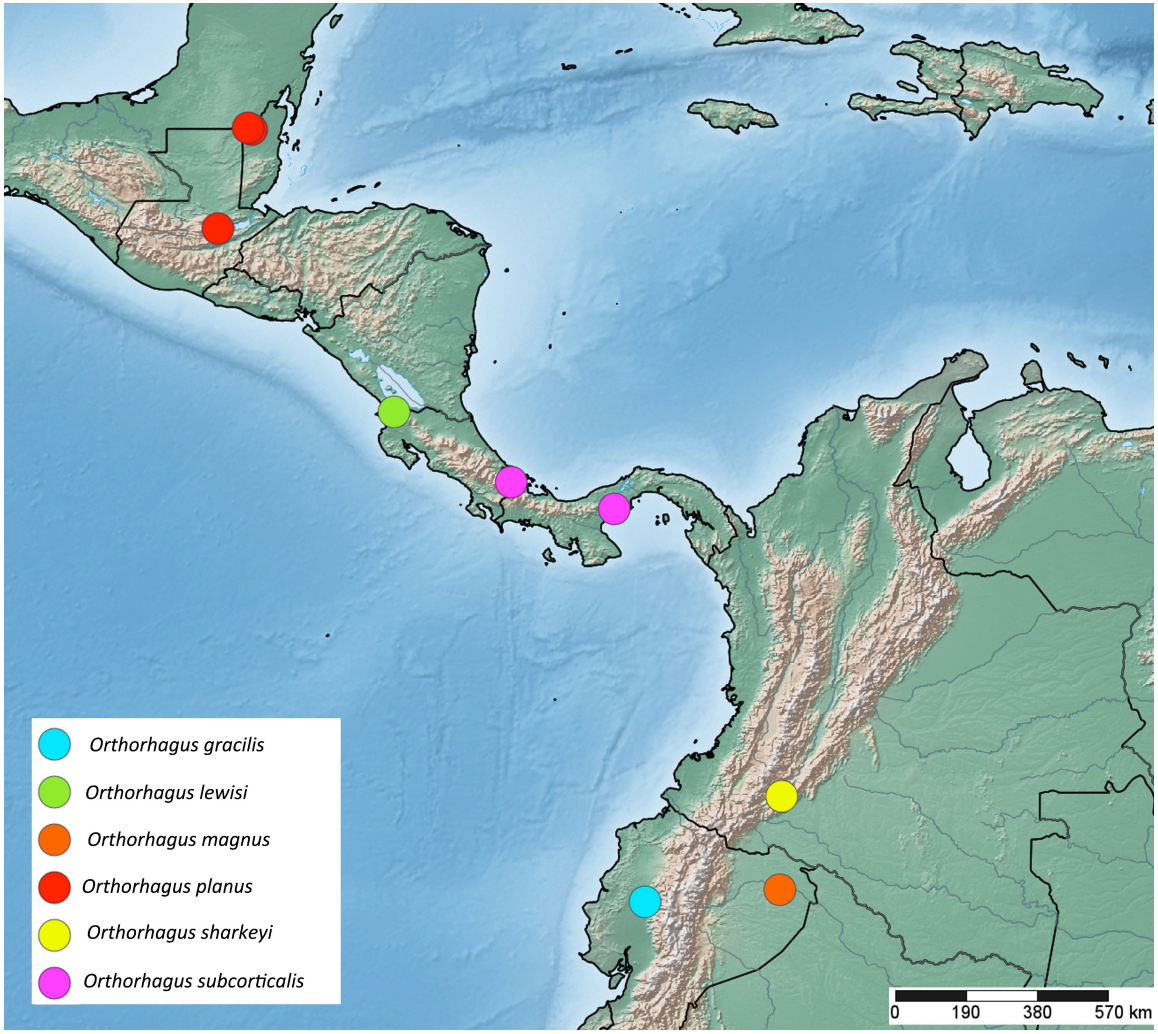 Orthorhagus gracilis
Orthorhagus lewisi
Orthorhagus magnus
Orthorhagus planus
Orthorhagus sharkeyi
Orthorhagus subcorticalis
0 190 380 570 km